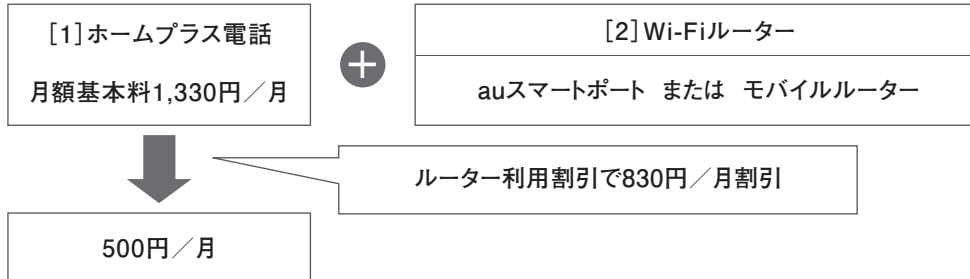 [1]ホームプラス電話
月額基本料1,330円／月
＋
[2]Wi-Fiルーター
auスマートポート または モバイルルーター
ルーター利用割引で830円／月割引
500円／月